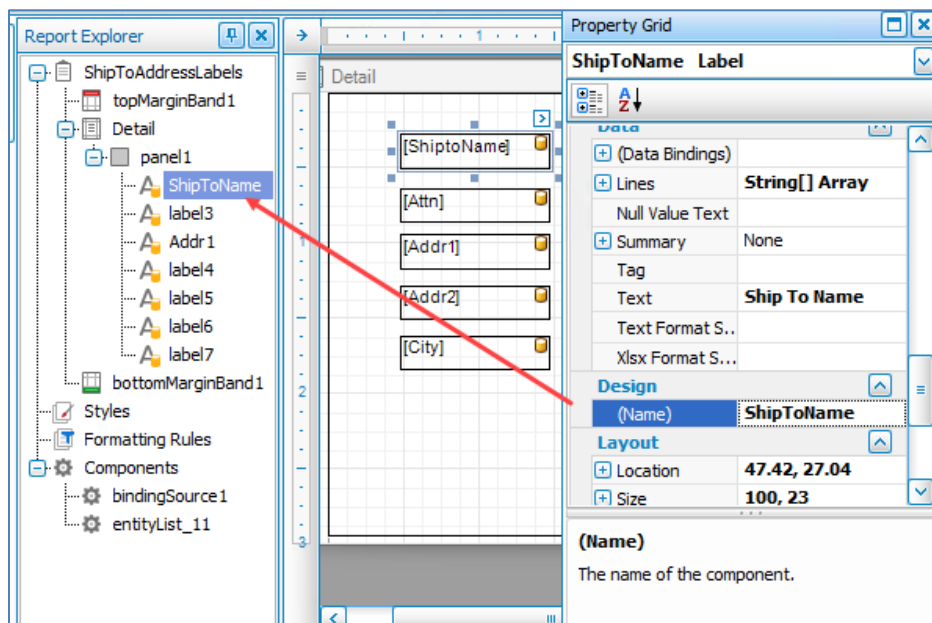 Report Explorer
ShipToAddressLabels
topMarginBand1
Detail
panel1
ShipToName
label3
Addr1
label4
label5
label6
label7
bottomMarginBand1
Styles
Formatting Rules
Components
bindingSource1
entityList_11
1
Detail
[ShiptoName]
[Attn]
[Addr1]
[Addr2]
[City]
1
2
3
Property Grid
ShipToName Label
Data
(Data Bindings)
Lines String[] Array
Null Value Text
Summary None
Tag
Text Ship To Name
Text Format S..
Xlsx Format S...
Design
(Name) ShipToName
Layout
Location 47.42, 27.04
Size 100, 23
(Name)
The name of the component.